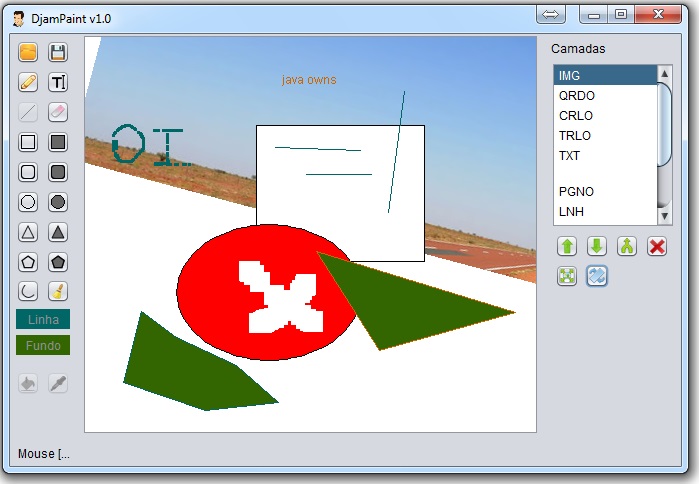 DjamPaint v1.0
Camadas
IMG
QRDO
CRLO
TRLO
TXT
PGNO
LNH
java owns
OI
Linha
Fundo
Mouse [...